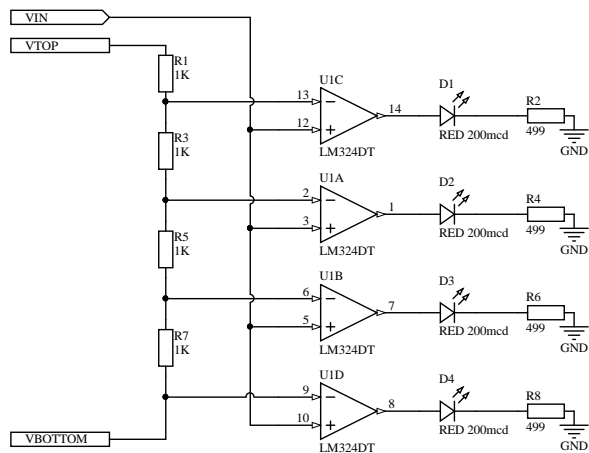 VIN
VTOP
R1
1K
R3
1K
R5
1K
R7
1K
VBOTTOM
U1C
13
12
14
LM324DT
D1
RED 200mcd
R2
499
GND
U1A
2
3
1
LM324DT
D2
RED 200mcd
R4
499
GND
U1B
6
5
7
LM324DT
D3
RED 200mcd
R6
499
GND
U1D
9
10
8
LM324DT
D4
RED 200mcd
R8
499
GND